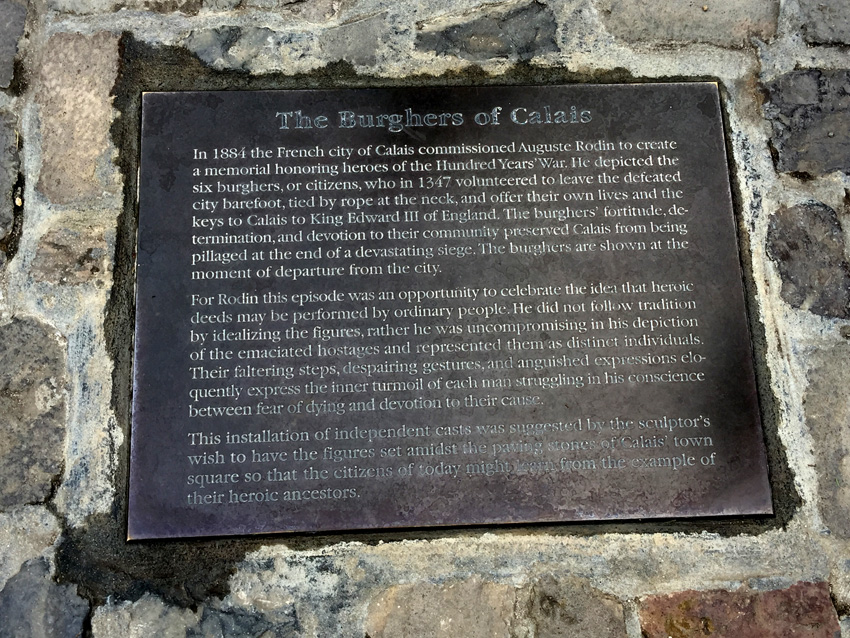 The Burghers of Calais
In 1884 the French city of Calais commissioned Auguste Rodin to create
a memorial honoring heroes of the Hundred Years' War. He depicted the
six burghers, or citizens, who in 1347 volunteered to leave the defeated
city barefoot, tied by rope at the neck, and offer their own lives and the
keys to Calais to King Edward III of England. The burghers' fortitude, de-
termination, and devotion to their community preserved Calais from being
pillaged at the end of a devastating siege. The burghers are shown at the
moment of departure from the city.
For Rodin this episode was an opportunity to celebrate the idea that heroic
deeds may be performed by ordinary people. He did not follow tradition
by idealizing the figures, rather he was uncompromising in his depiction
of the emaciated hostages and represented them as distinct individuals.
Their faltering steps, despairing gestures, and anguished expressions elo-
quently express the inner turmoil of each man struggling in his conscience
between fear of dying and devotion to their cause.
This installation of independent casts was suggested by the sculptor's
wish to have the figures set amidst the paving stones of Calais' town
square so that the citizens of today might learn from the example of
their heroic ancestors.